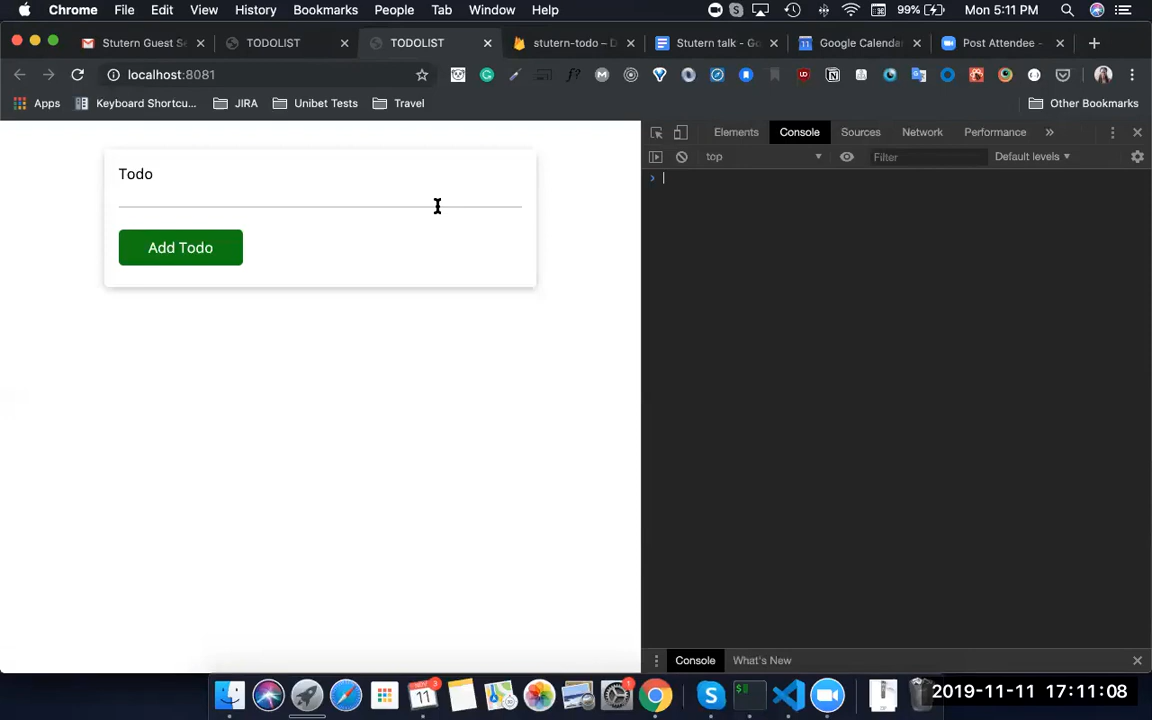 Chrome File Edit View History Bookmarks People Tab Window Help 99% Mon 5:11 PM
Stutern Guest Se TODOLIST TODOLIST stutern-todo – D Stutern talk - Go Google Calenda Post Attendee -
localhost:8081
Apps Keyboard Shortcu... JIRA Unibet Tests Travel Other Bookmarks
Elements Console Sources Network Performance
top Filter Default levels
Todo
Add Todo
Console What's New
2019-11-11 17:11:08